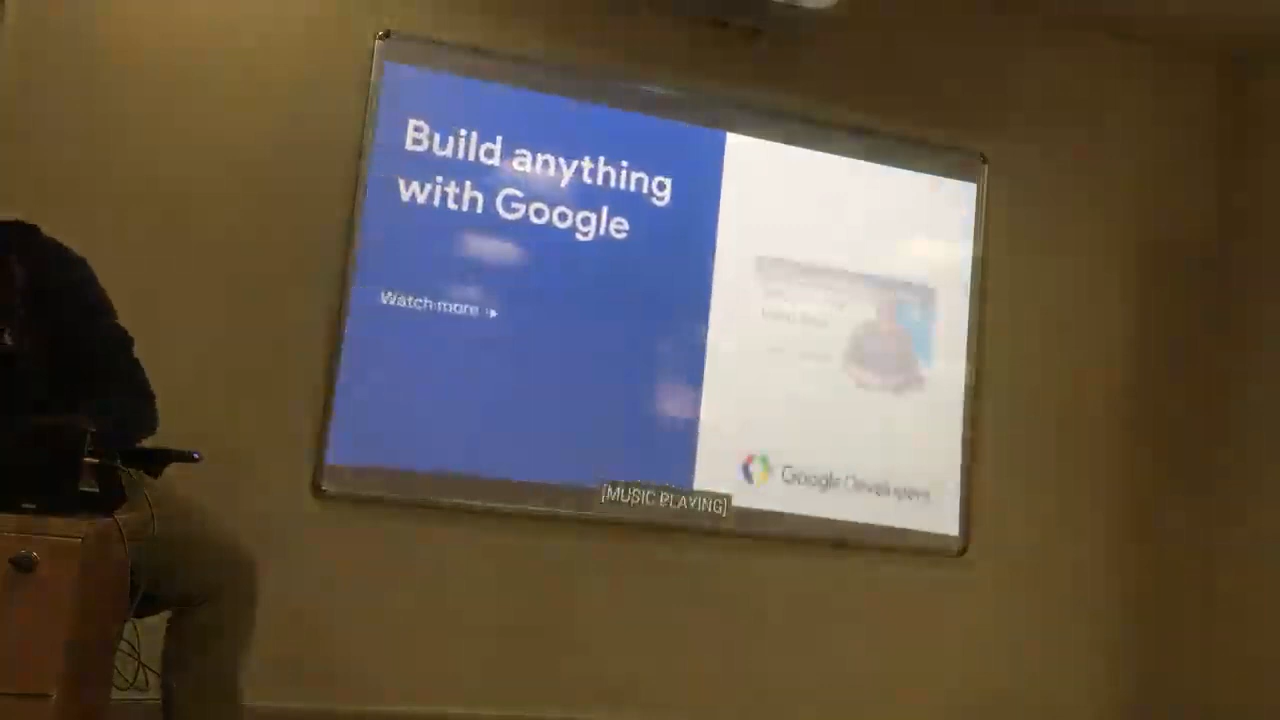 Build anything
with Google
Watch more
Google Developers
[MUSIC PLAYING]